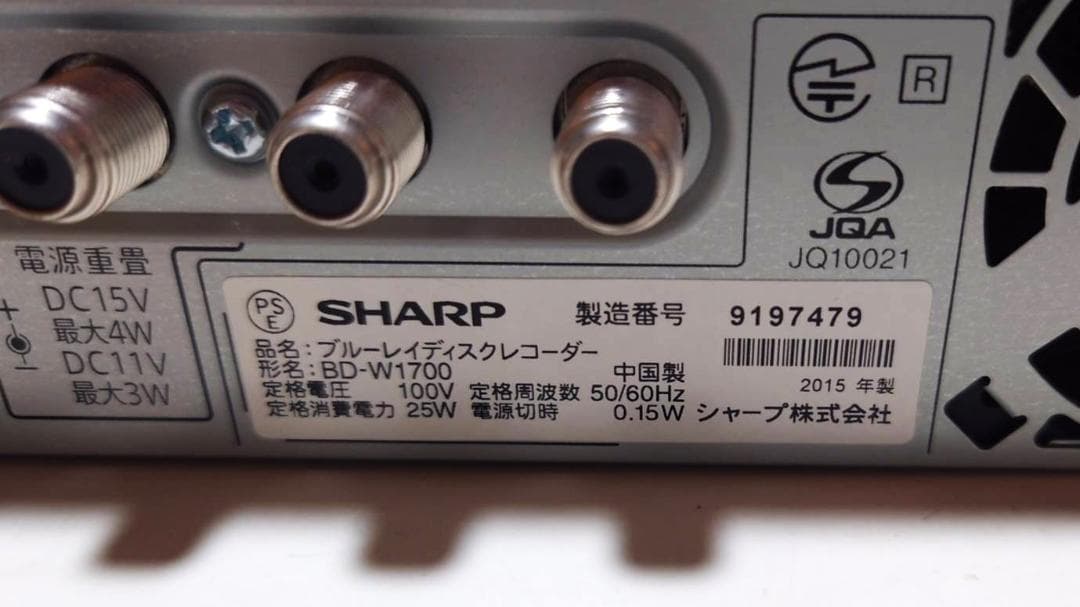 R
JQA
JQ10021
電源重畳
+ DC15V
最大4W
− DC11V
最大3W
PSE SHARP 製造番号 9197479
品名:ブルーレイディスクレコーダー
形名:BD-W1700 中国製
定格電圧 100V 定格周波数 50/60Hz 2015 年製
定格消費電力 25W 電源切時 0.15W シャープ株式会社